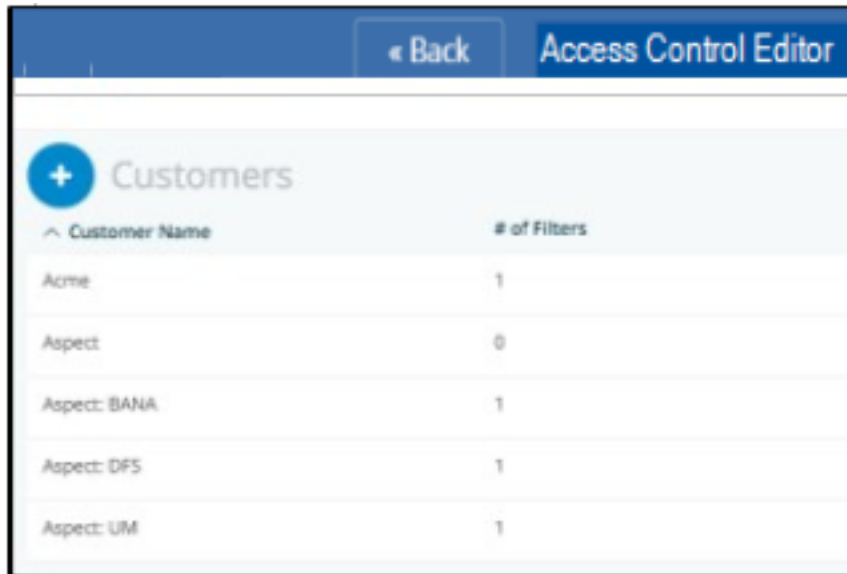 « Back Access Control Editor
+ Customers
Customer Name # of Filters
Acme 1
Aspect 0
Aspect: BANA 1
Aspect: DFS 1
Aspect: UM 1